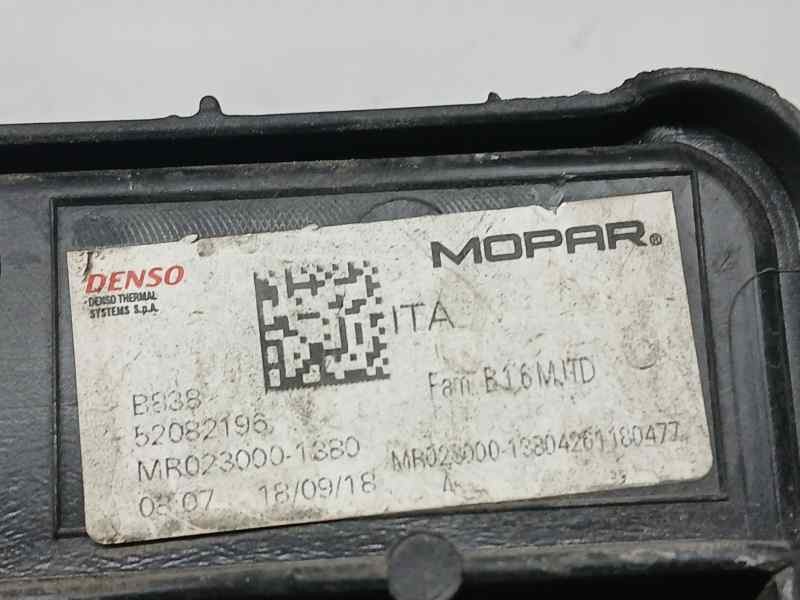 DENSO
DENSO THERMAL
SYSTEMS S.p.A.
MOPAR®
ITA
Fam. B 1.6 MJTD
B838
52082196
MR023000-1380
MR023000-13804261180477
08:07 18/09/18
A